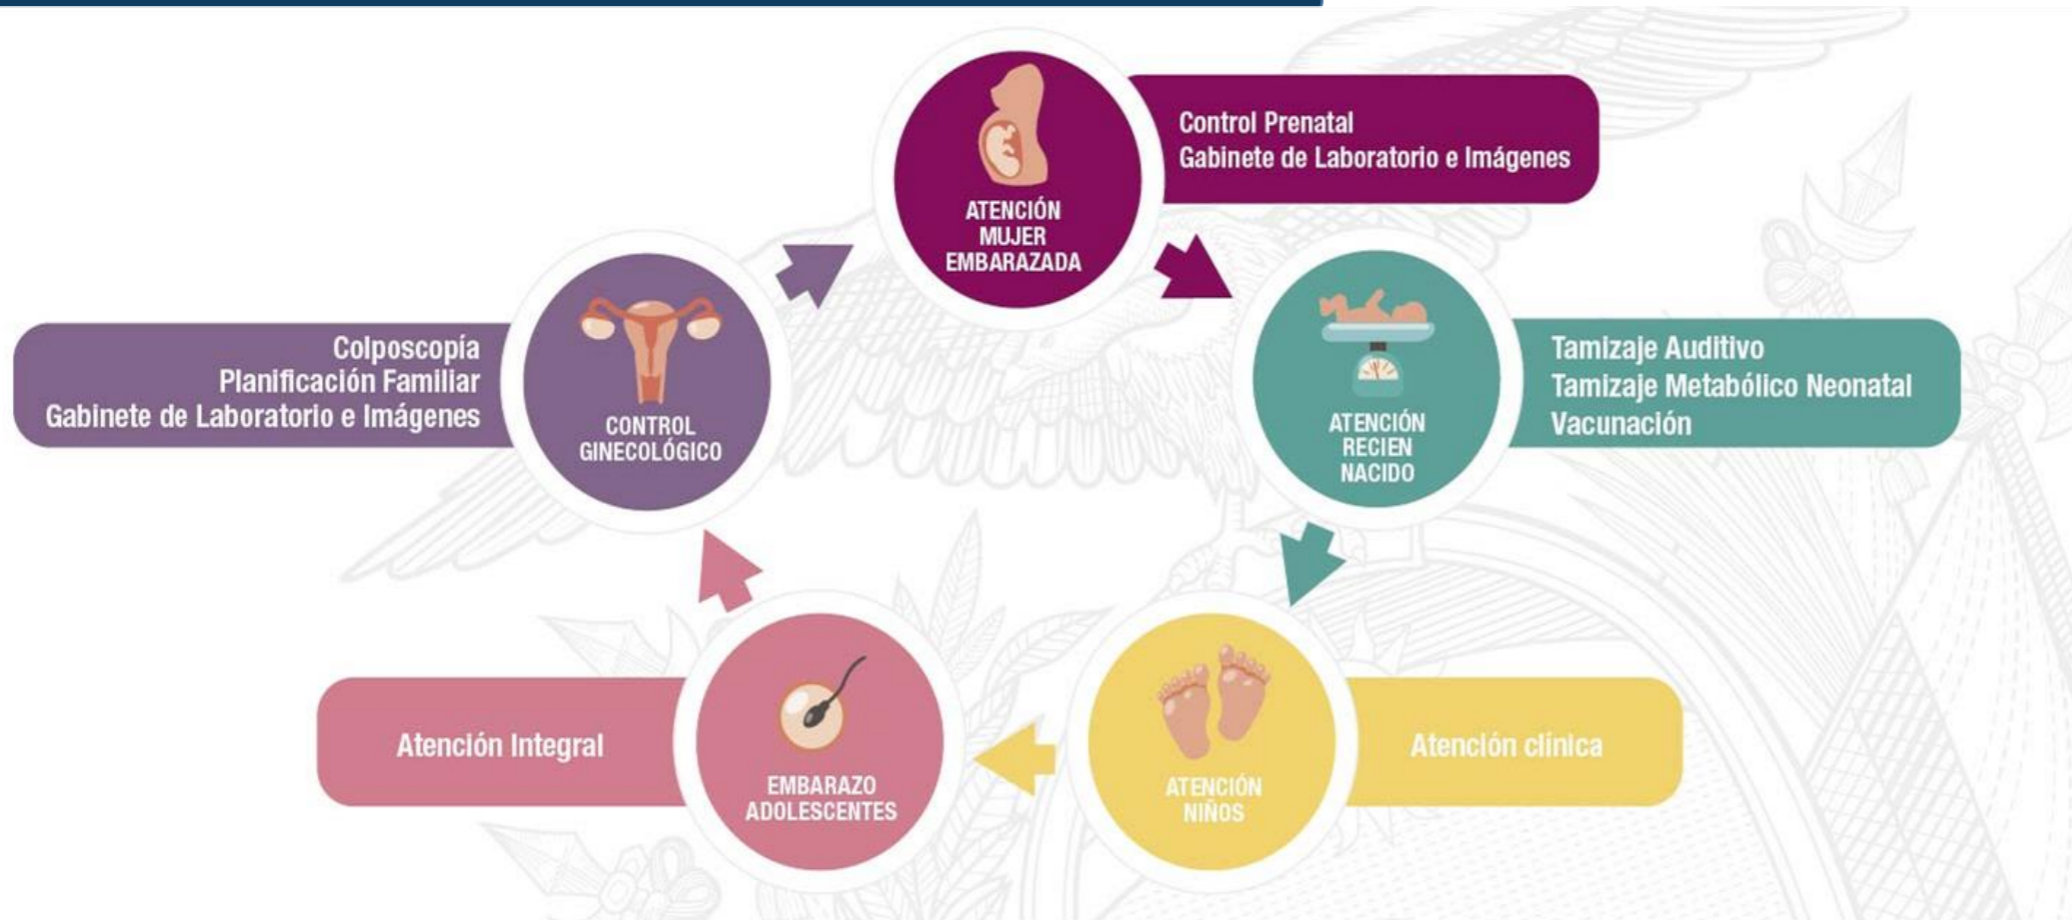 ATENCIÓN
MUJER
EMBARAZADA
Control Prenatal
Gabinete de Laboratorio e Imágenes
ATENCIÓN
RECIEN
NACIDO
Tamizaje Auditivo
Tamizaje Metabólico Neonatal
Vacunación
ATENCIÓN
NIÑOS
Atención clínica
EMBARAZO
ADOLESCENTES
Atención Integral
CONTROL
GINECOLÓGICO
Colposcopía
Planificación Familiar
Gabinete de Laboratorio e Imágenes